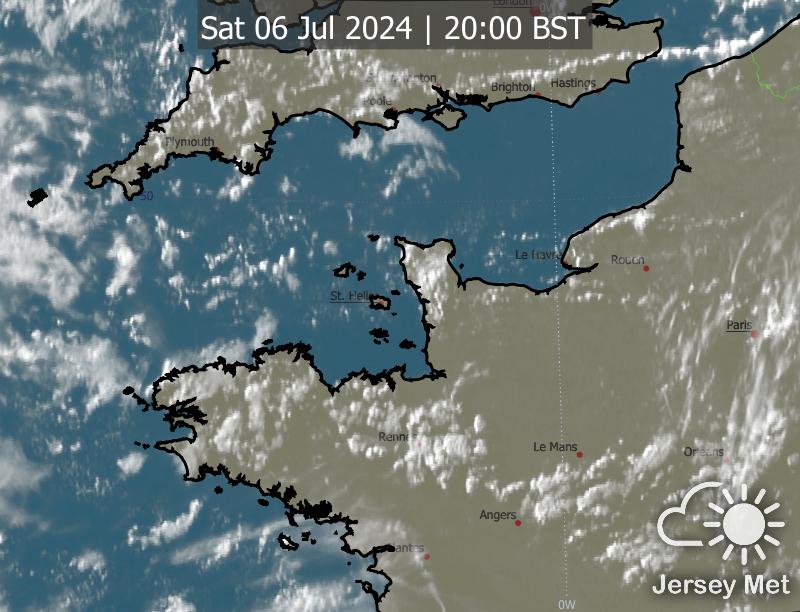 London
0W
Sat 06 Jul 2024 | 20:00 BST
Southampton
Brighton
Hastings
Poole
Plymouth
50
Le Havre
Rouen
St. Helier
Paris
Rennes
Le Mans
Orleans
Angers
Nantes
Jersey Met
0W